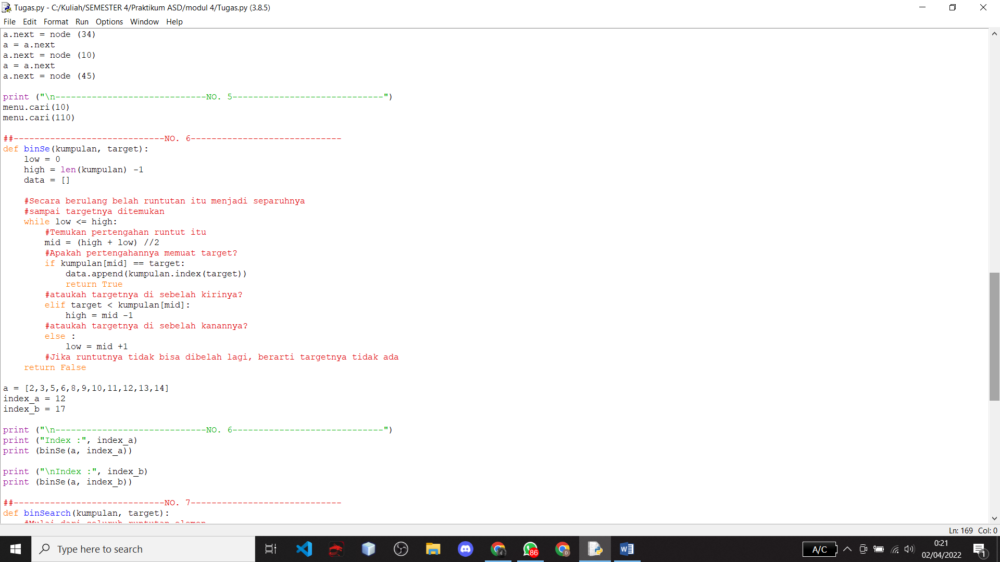 Tugas.py - C:/Kuliah/SEMESTER 4/Praktikum ASD/modul 4/Tugas.py (3.8.5)
File Edit Format Run Options Window Help
a.next = node (34)
a = a.next
a.next = node (10)
a = a.next
a.next = node (45)
print ("\n-----------------------------NO. 5-----------------------------")
menu.cari(10)
menu.cari(110)
##-----------------------------NO. 6-----------------------------
def binSe(kumpulan, target):
    low = 0
    high = len(kumpulan) -1
    data = []
    #Secara berulang belah runtutan itu menjadi separuhnya
    #sampai targetnya ditemukan
    while low <= high:
        #Temukan pertengahan runtut itu
        mid = (high + low) //2
        #Apakah pertengahannya memuat target?
        if kumpulan[mid] == target:
            data.append(kumpulan.index(target))
            return True
        #ataukah targetnya di sebelah kirinya?
        elif target < kumpulan[mid]:
            high = mid -1
        #ataukah targetnya di sebelah kanannya?
        else :
            low = mid +1
        #Jika runtutnya tidak bisa dibelah lagi, berarti targetnya tidak ada
    return False
a = [2,3,5,6,8,9,10,11,12,13,14]
index_a = 12
index_b = 17
print ("\n-----------------------------NO. 6-----------------------------")
print ("Index :", index_a)
print (binSe(a, index_a))
print ("\nIndex :", index_b)
print (binSe(a, index_b))
##-----------------------------NO. 7-----------------------------
def binSearch(kumpulan, target):
    #Mulai dari seluruh runtutan elemen
Ln: 169 Col: 0
Type here to search
86
A/C
0:21
02/04/2022
1